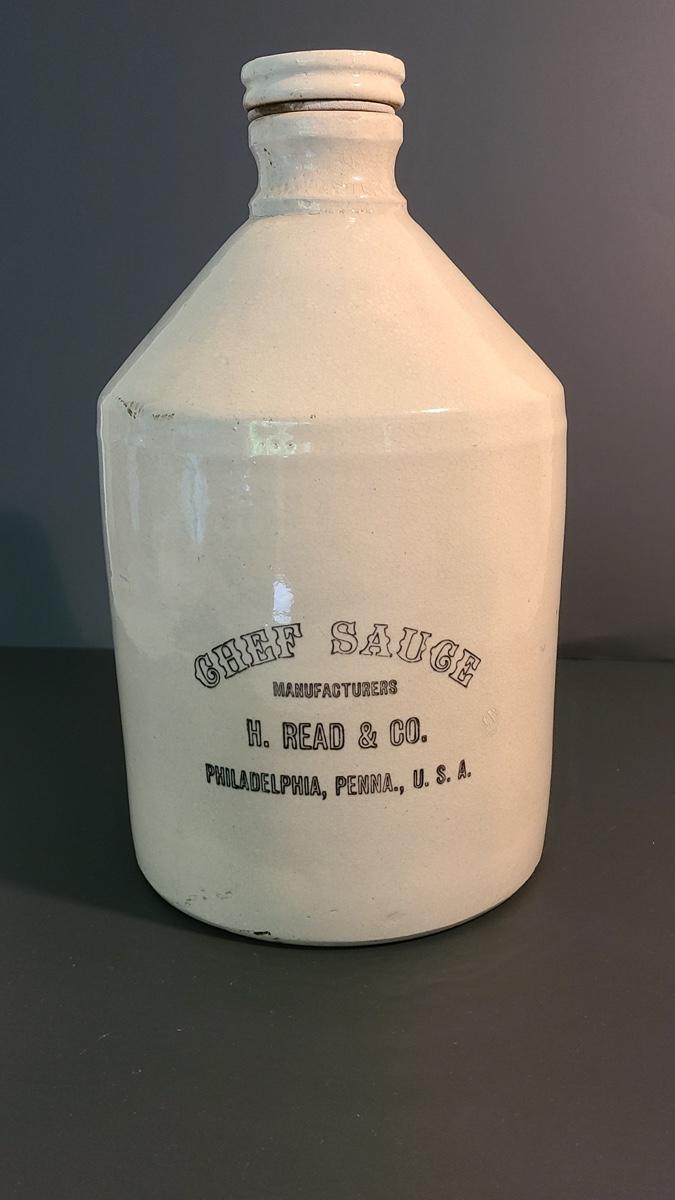 CHEF SAUCE
MANUFACTURERS
H. READ & CO.
PHILADELPHIA, PENNA., U. S. A.